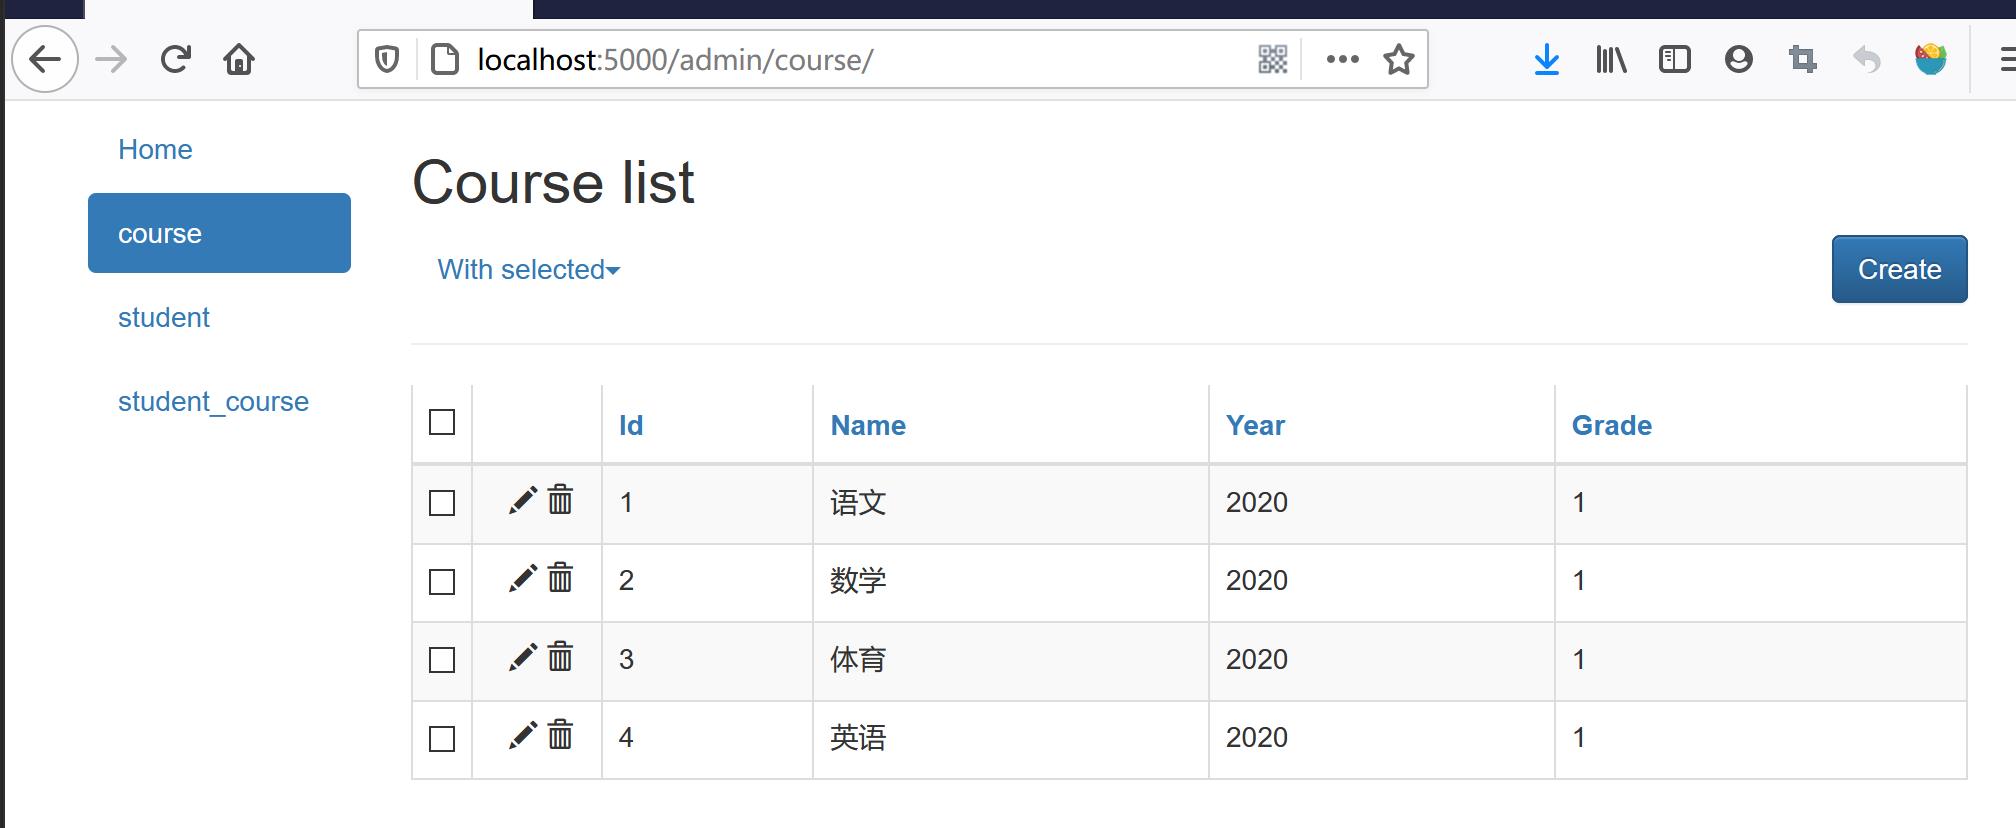 localhost:5000/admin/course/
Home
course
student
student_course
Course list
With selected
Create
Id Name Year Grade
1 语文 2020 1
2 数学 2020 1
3 体育 2020 1
4 英语 2020 1